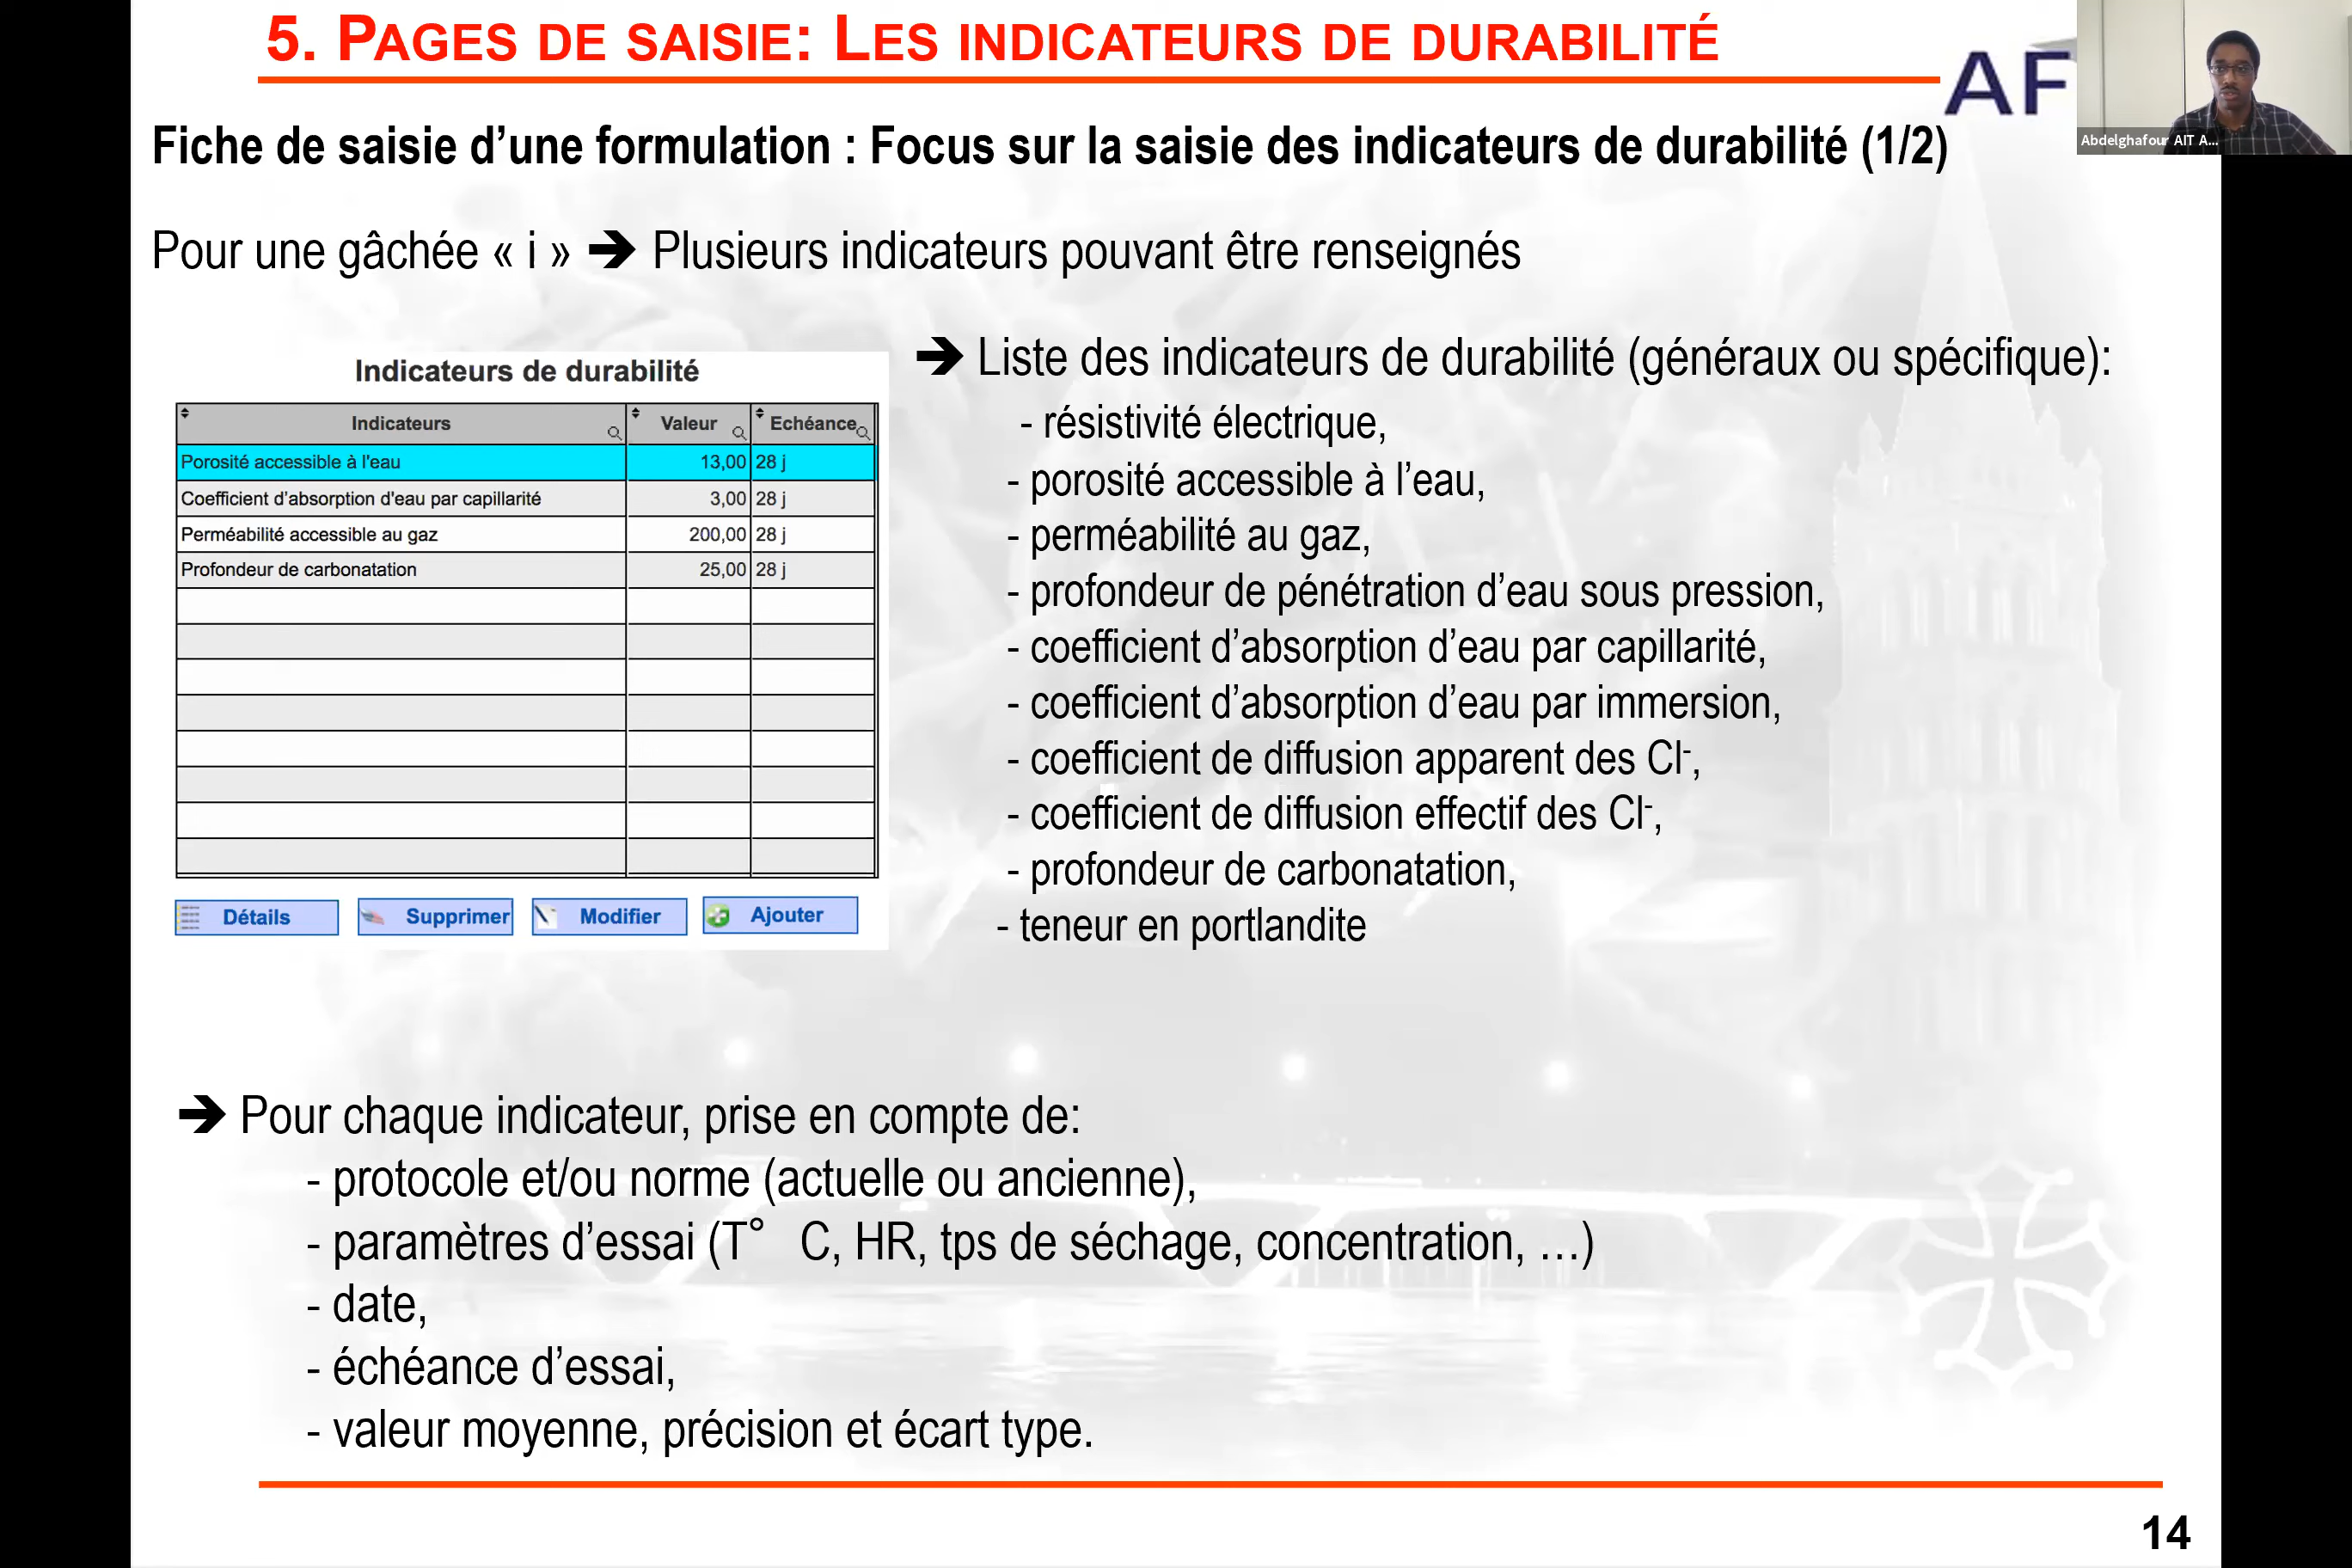 5. PAGES DE SAISIE: LES INDICATEURS DE DURABILITÉ
AF
Abdelghafour AIT A...
Fiche de saisie d’une formulation : Focus sur la saisie des indicateurs de durabilité (1/2)
Pour une gâchée « i » ➔ Plusieurs indicateurs pouvant être renseignés
Indicateurs de durabilité
Indicateurs Valeur Echéance
Porosité accessible à l'eau 13,00 28 j
Coefficient d'absorption d'eau par capillarité 3,00 28 j
Perméabilité accessible au gaz 200,00 28 j
Profondeur de carbonatation 25,00 28 j
Détails Supprimer Modifier Ajouter
➔ Liste des indicateurs de durabilité (généraux ou spécifique):
- résistivité électrique,
- porosité accessible à l’eau,
- perméabilité au gaz,
- profondeur de pénétration d’eau sous pression,
- coefficient d’absorption d’eau par capillarité,
- coefficient d’absorption d’eau par immersion,
- coefficient de diffusion apparent des Cl⁻,
- coefficient de diffusion effectif des Cl⁻,
- profondeur de carbonatation,
- teneur en portlandite
➔ Pour chaque indicateur, prise en compte de:
- protocole et/ou norme (actuelle ou ancienne),
- paramètres d’essai (T° C, HR, tps de séchage, concentration, …)
- date,
- échéance d’essai,
- valeur moyenne, précision et écart type.
14